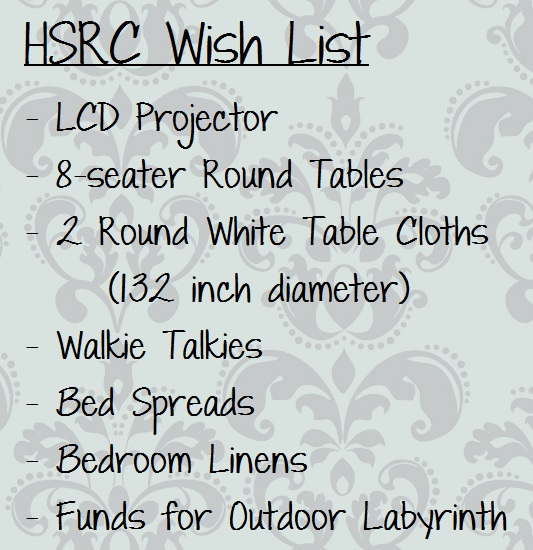 HSRC Wish List
- LCD Projector
- 8-seater Round Tables
- 2 Round White Table Cloths
(132 inch diameter)
- Walkie Talkies
- Bed Spreads
- Bedroom Linens
- Funds for Outdoor Labyrinth